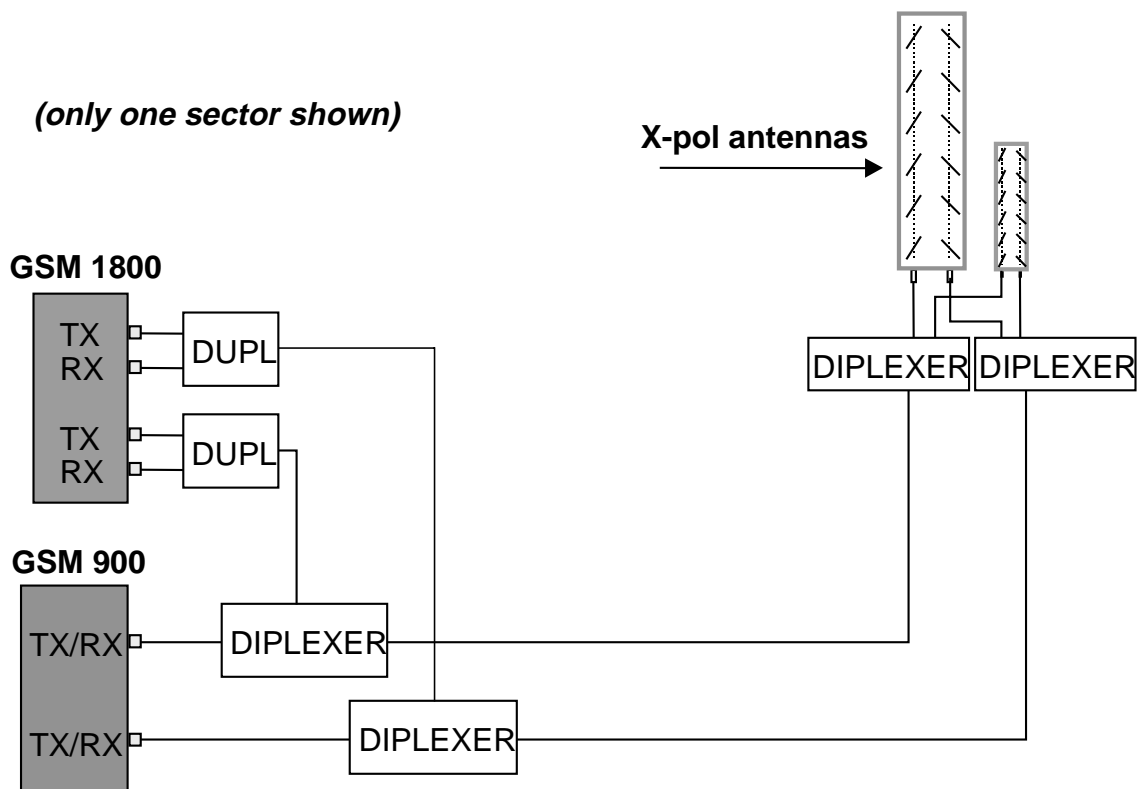 (only one sector shown)
X-pol antennas
GSM 1800
TX
RX
DUPL
TX
RX
DUPL
DIPLEXER
DIPLEXER
GSM 900
TX/RX
DIPLEXER
TX/RX
DIPLEXER